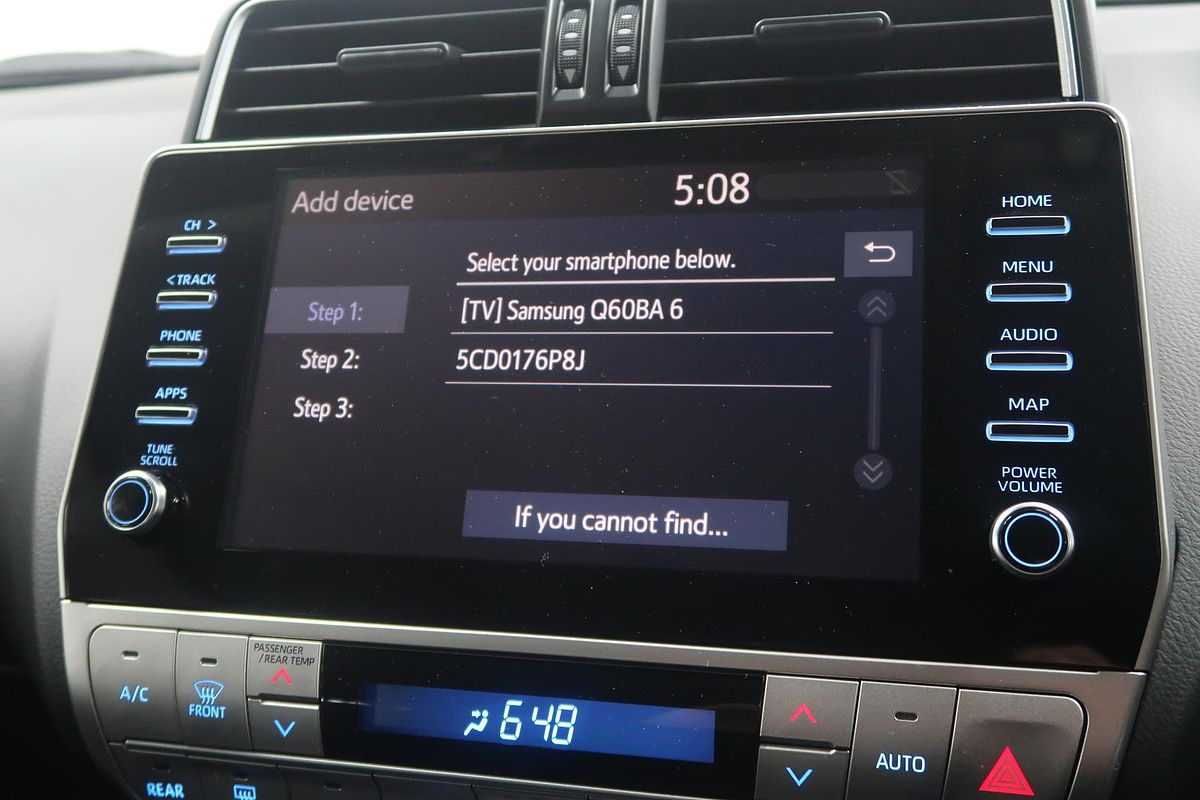 Add device
5:08
Select your smartphone below.
Step 1:
[TV] Samsung Q60BA 6
Step 2:
5CD0176P8J
Step 3:
If you cannot find...
CH >
< TRACK
PHONE
APPS
TUNE
SCROLL
HOME
MENU
AUDIO
MAP
POWER
VOLUME
A/C
FRONT
PASSENGER
/REAR TEMP
648
AUTO
REAR